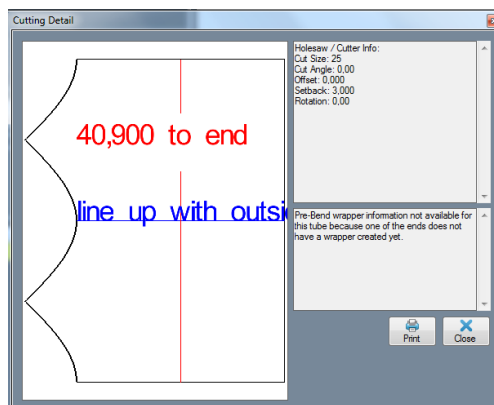 Cutting Detail
40,900 to end
line up with outsi
Holesaw / Cutter Info:
Cut Size: 25
Cut Angle: 0,00
Offset: 0,000
Setback: 3,000
Rotation: 0,00
Pre-Bend wrapper information not available for
this tube because one of the ends does not
have a wrapper created yet.
Print
Close